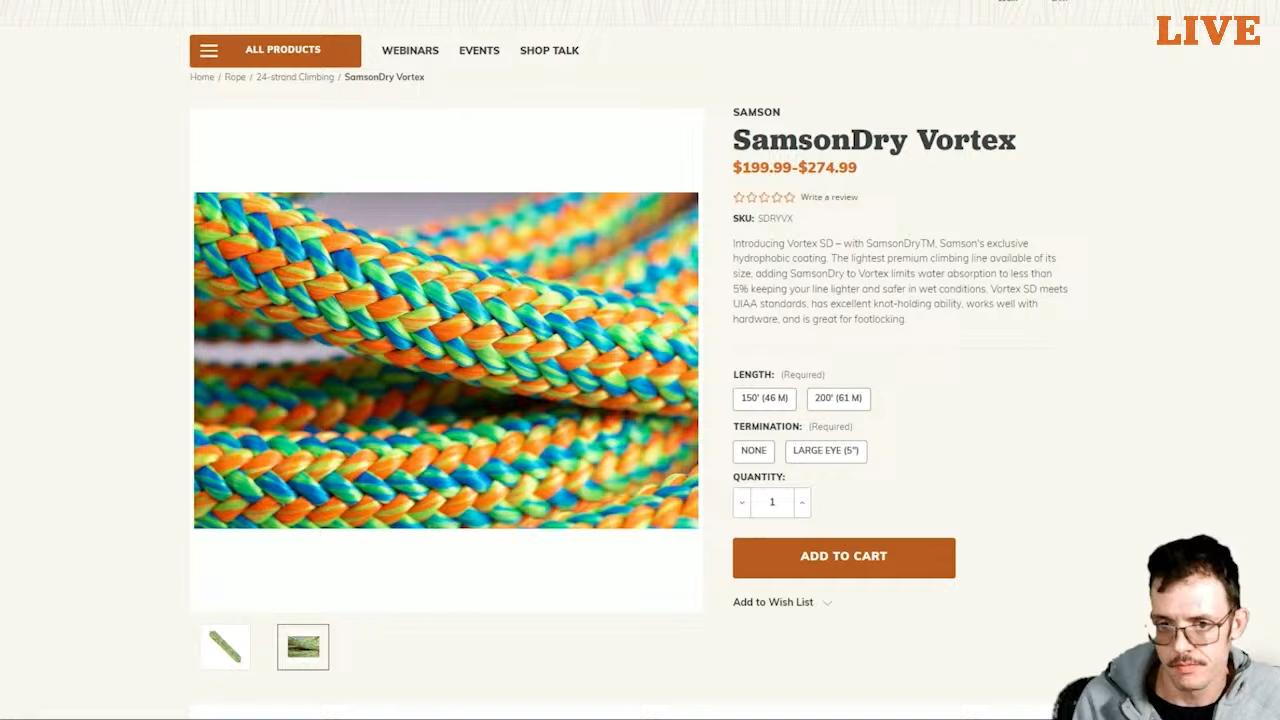 LIVE
ALL PRODUCTS
WEBINARS
EVENTS
SHOP TALK
Home / Rope / 24-strand Climbing / SamsonDry Vortex
SAMSON
SamsonDry Vortex
$199.99-$274.99
Write a review
SKU: SDRYVX
Introducing Vortex SD – with SamsonDryTM, Samson's exclusive
hydrophobic coating. The lightest premium climbing line available of its
size, adding SamsonDry to Vortex limits water absorption to less than
5% keeping your line lighter and safer in wet conditions. Vortex SD meets
UIAA standards, has excellent knot-holding ability, works well with
hardware, and is great for footlocking.
LENGTH: (Required)
150' (46 M)
200' (61 M)
TERMINATION: (Required)
NONE
LARGE EYE (5")
QUANTITY:
1
ADD TO CART
Add to Wish List